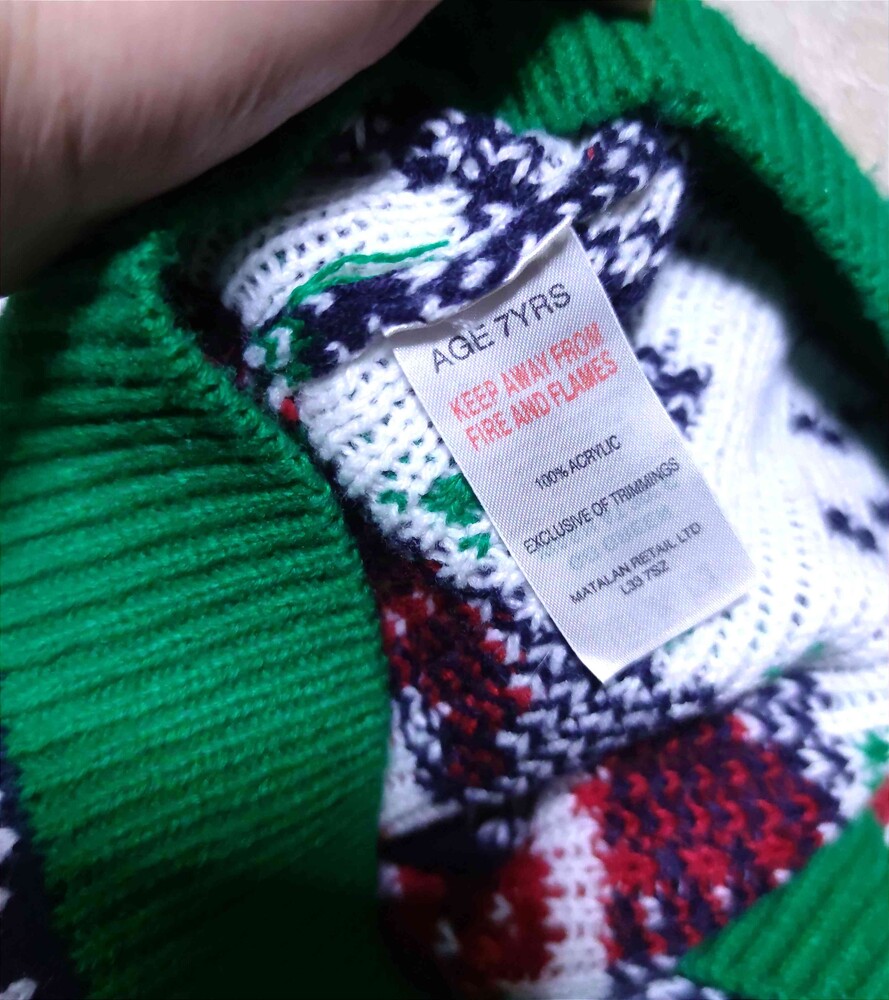 AGE 7YRS
KEEP AWAY FROM
FIRE AND FLAMES
100% ACRYLIC
EXCLUSIVE OF TRIMMINGS
MATALAN RETAIL LTD
L33 7SZ